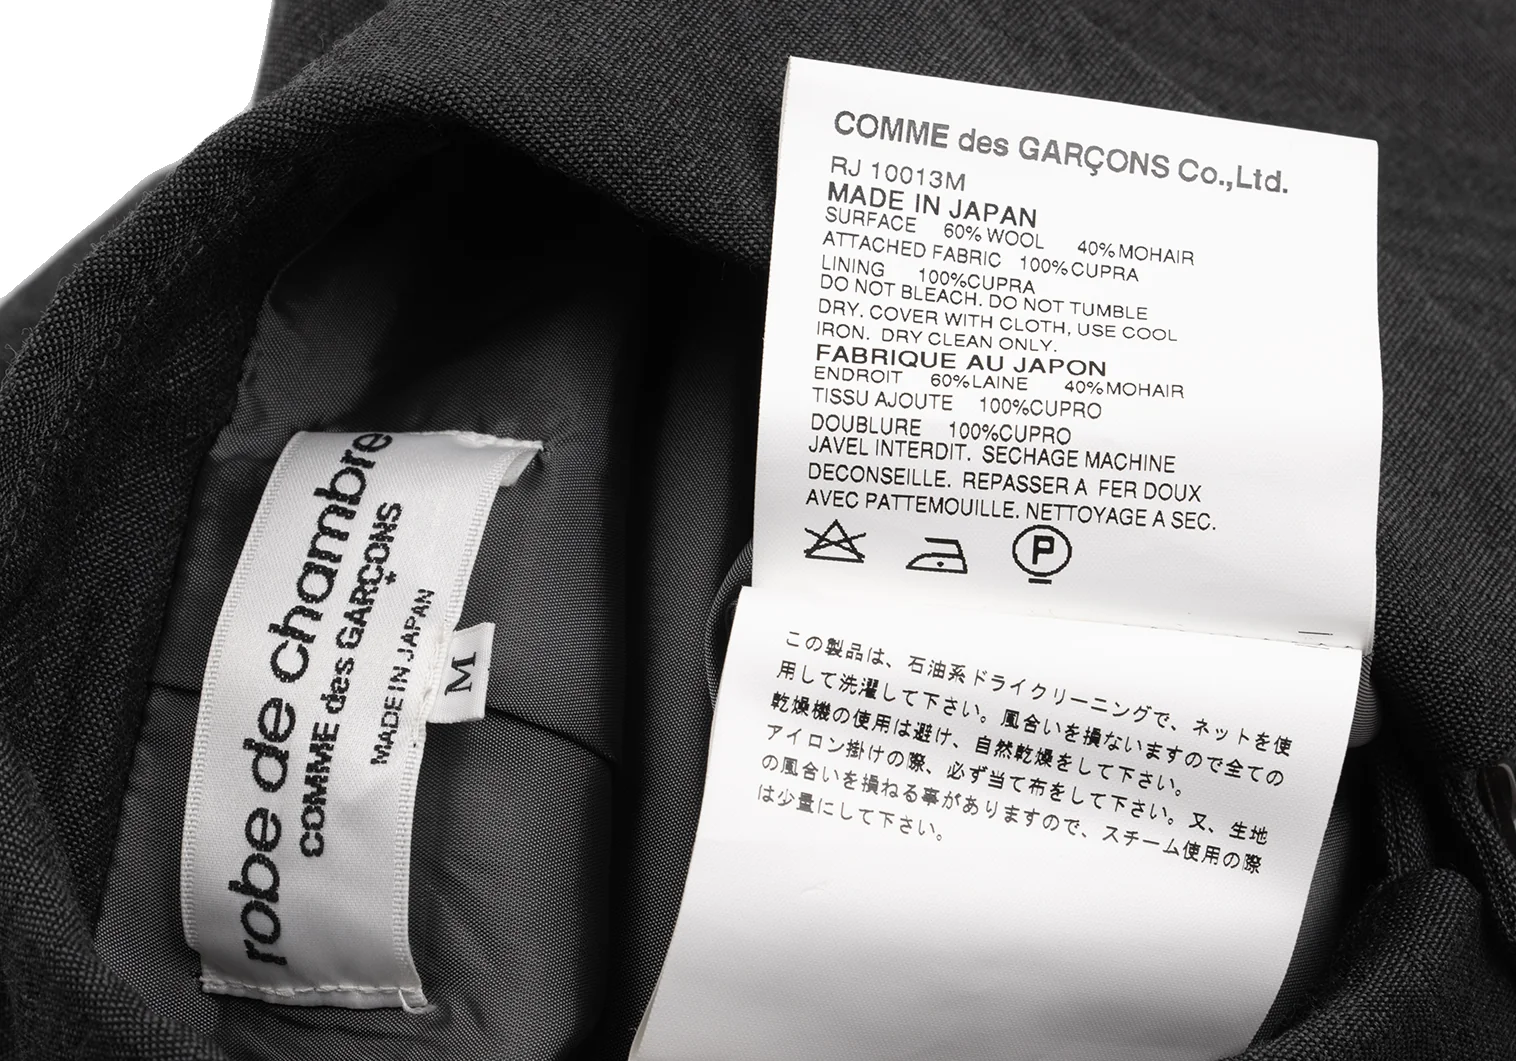 robe de chambre
COMME des GARÇONS
MADE IN JAPAN
M
COMME des GARÇONS Co.,Ltd.
RJ 10013M
MADE IN JAPAN
SURFACE 60% WOOL 40% MOHAIR
ATTACHED FABRIC 100% CUPRA
LINING 100%CUPRA
DO NOT BLEACH. DO NOT TUMBLE
DRY. COVER WITH CLOTH, USE COOL
IRON. DRY CLEAN ONLY.
FABRIQUE AU JAPON
ENDROIT 60% LAINE 40% MOHAIR
TISSU AJOUTE 100%CUPRO
DOUBLURE 100%CUPRO
JAVEL INTERDIT. SECHAGE MACHINE
DECONSEILLE. REPASSER A FER DOUX
AVEC PATTEMOUILLE. NETTOYAGE A SEC.
P
この製品は、石油系ドライクリーニングで、ネットを使
用して洗濯して下さい。風合いを損ないますので全ての
乾燥機の使用は避け、自然乾燥をして下さい。
アイロン掛けの際、必ず当て布をして下さい。又、生地
の風合いを損ねる事がありますので、スチーム使用の際
は少量にして下さい。